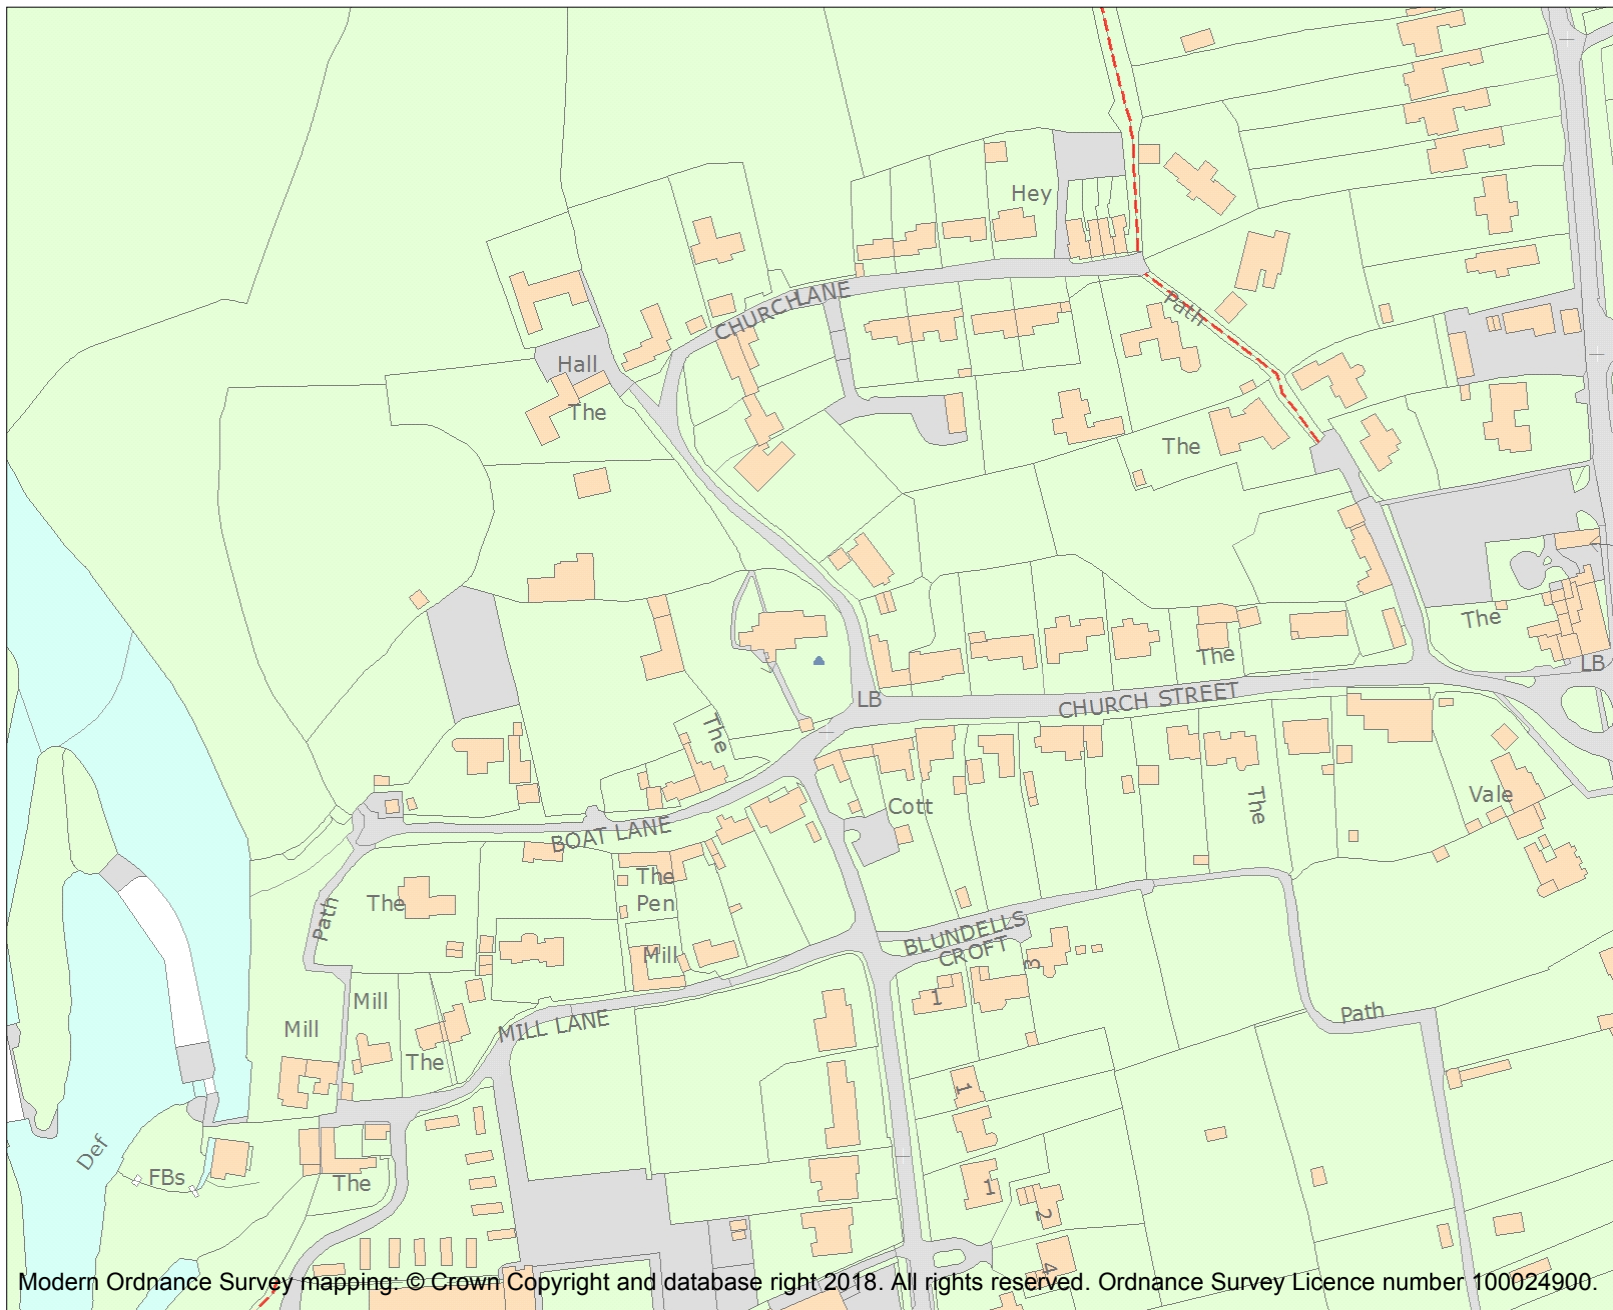 Hey
CHURCH LANE
Path
Hall
The
The
The
The
LB
LB
CHURCH STREET
The
Cott
The
Vale
BOAT LANE
The
Pen
The
Path
BLUNDELLS
CROFT
3
Mill
1
Mill
Mill
MILL LANE
Path
The
1
Def
FBs
The
1
2
4
Modern Ordnance Survey mapping: © Crown Copyright and database right 2018. All rights reserved. Ordnance Survey Licence number 100024900.